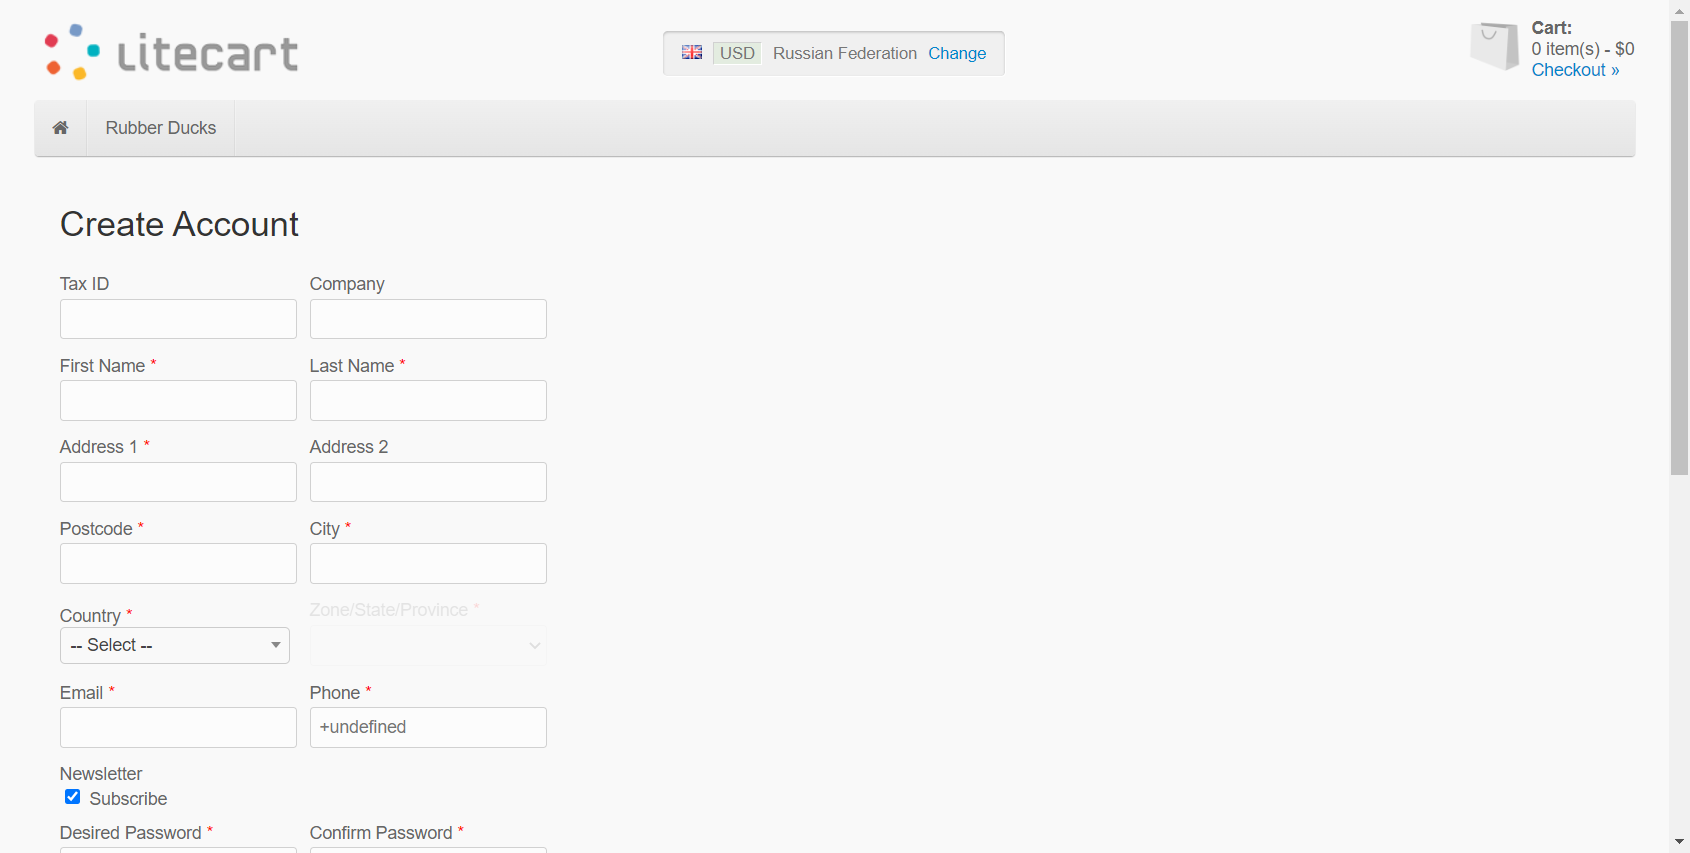 Litecart
USD Russian Federation Change
Cart:
0 item(s) - $0
Checkout »
Rubber Ducks
Create Account
Tax ID Company
First Name * Last Name *
Address 1 * Address 2
Postcode * City *
Country * Zone/State/Province *
-- Select --
Email * Phone *
+undefined
Newsletter
Subscribe
Desired Password * Confirm Password *